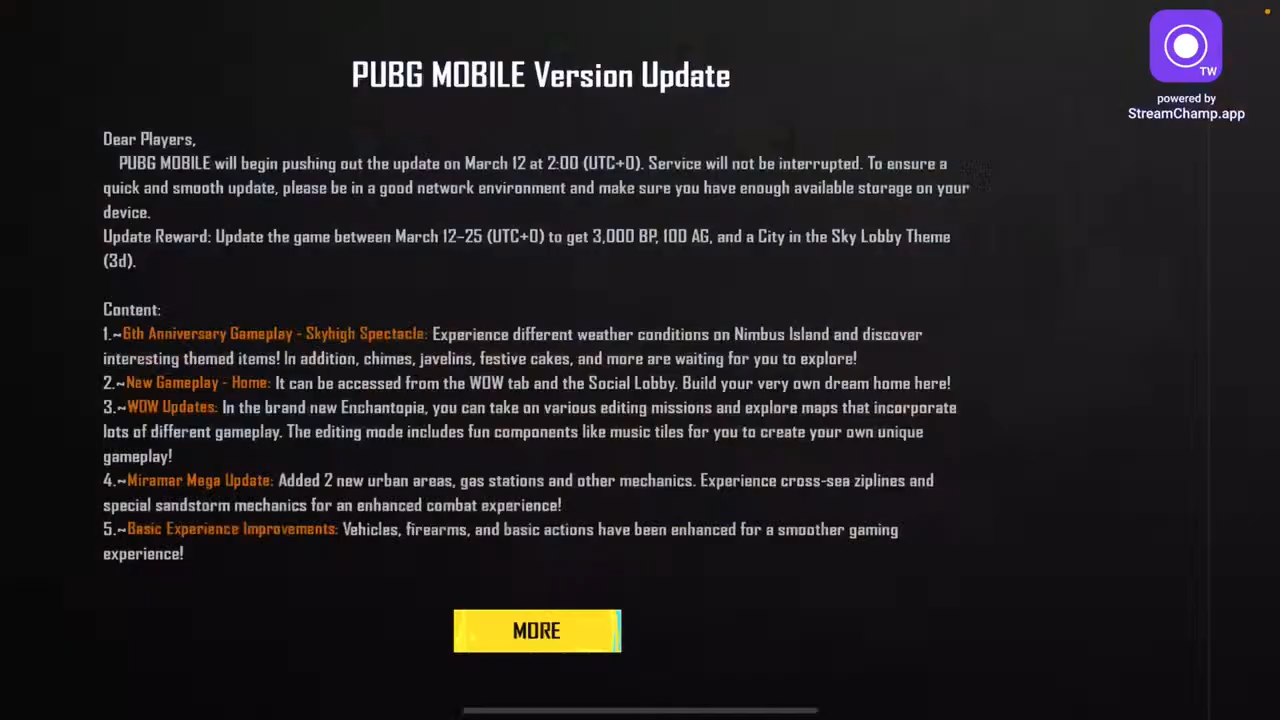 TW
powered by
StreamChamp.app
PUBG MOBILE Version Update
Dear Players,
PUBG MOBILE will begin pushing out the update on March 12 at 2:00 (UTC+0). Service will not be interrupted. To ensure a
quick and smooth update, please be in a good network environment and make sure you have enough available storage on your
device.
Update Reward: Update the game between March 12–25 (UTC+0) to get 3,000 BP, 100 AG, and a City in the Sky Lobby Theme
(3d).
Content:
1.~6th Anniversary Gameplay - Skyhigh Spectacle: Experience different weather conditions on Nimbus Island and discover
interesting themed items! In addition, chimes, javelins, festive cakes, and more are waiting for you to explore!
2.~New Gameplay - Home: It can be accessed from the WOW tab and the Social Lobby. Build your very own dream home here!
3.~WOW Updates: In the brand new Enchantopia, you can take on various editing missions and explore maps that incorporate
lots of different gameplay. The editing mode includes fun components like music tiles for you to create your own unique
gameplay!
4.~Miramar Mega Update: Added 2 new urban areas, gas stations and other mechanics. Experience cross-sea ziplines and
special sandstorm mechanics for an enhanced combat experience!
5.~Basic Experience Improvements: Vehicles, firearms, and basic actions have been enhanced for a smoother gaming
experience!
MORE